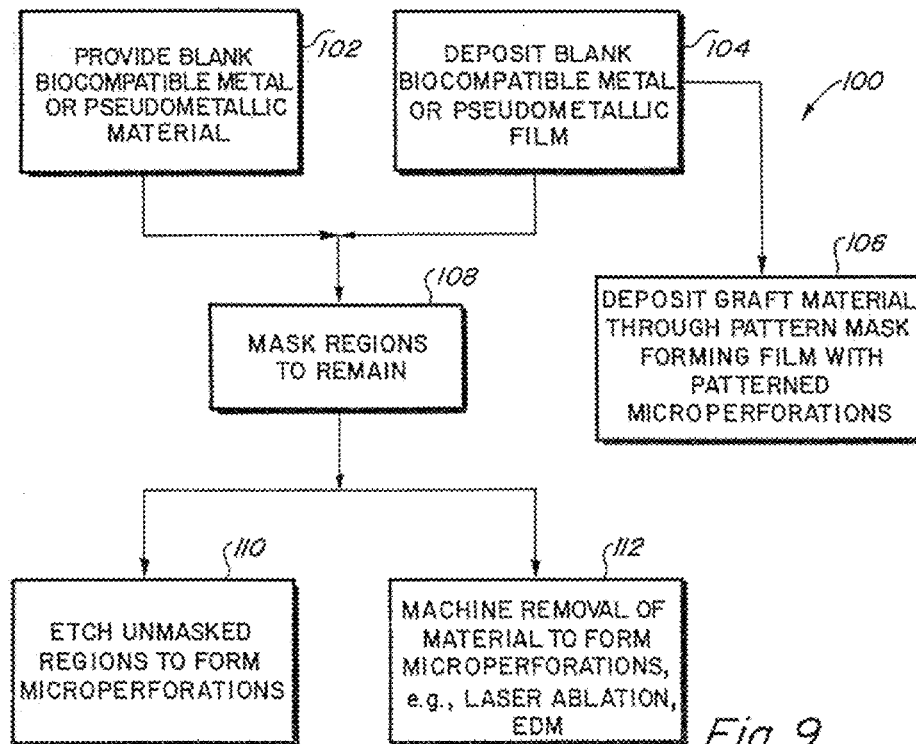 PROVIDE BLANK
BIOCOMPATIBLE METAL
OR PSEUDOMETALLIC
MATERIAL
102
DEPOSIT BLANK
BIOCOMPATIBLE METAL
OR PSEUDOMETALLIC
FILM
104
100
108
MASK REGIONS
TO REMAIN
106
DEPOSIT GRAFT MATERIAL
THROUGH PATTERN MASK
FORMING FILM WITH
PATTERNED
MICROPERFORATIONS
110
ETCH UNMASKED
REGIONS TO FORM
MICROPERFORATIONS
112
MACHINE REMOVAL OF
MATERIAL TO FORM
MICROPERFORATIONS,
e.g., LASER ABLATION,
EDM
Fig. 9